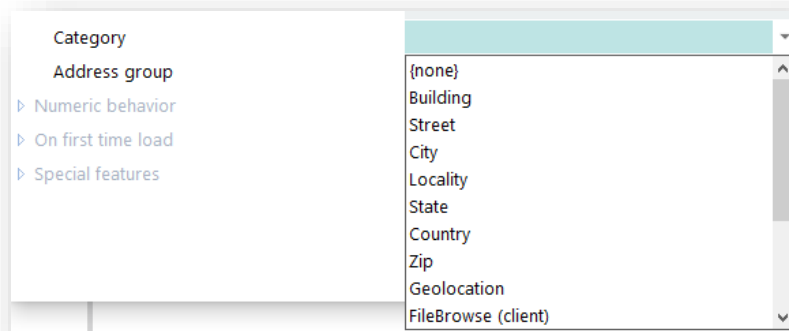 Category
Address group
Numeric behavior
On first time load
Special features
{none}
Building
Street
City
Locality
State
Country
Zip
Geolocation
FileBrowse (client)